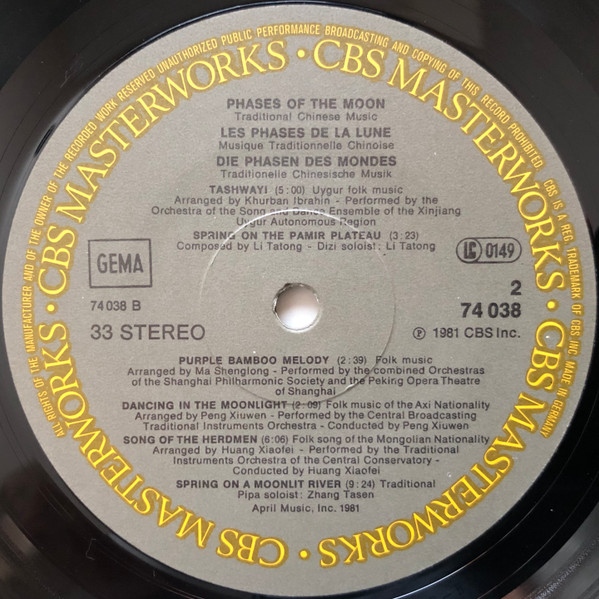 ALL RIGHTS OF THE MANUFACTURER AND OF THE OWNER OF THE RECORDED WORK RESERVED UNAUTHORIZED PUBLIC PERFORMANCE BROADCASTING AND COPYING OF THIS RECORD PROHIBITED CBS IS A REG. TRADEMARK OF CBS INC. MADE IN GERMANY
CBS MASTERWORKS · CBS MASTERWORKS · CBS MASTERWORKS · CBS MASTERWORKS ·
PHASES OF THE MOON
Traditional Chinese Music
LES PHASES DE LA LUNE
Musique Traditionnelle Chinoise
DIE PHASEN DES MONDES
Traditionelle Chinesische Musik
TASHWAYI (5:00) Uygur folk music
Arranged by Khurban Ibrahin - Performed by the
Orchestra of the Song and Dance Ensemble of the Xinjiang
Uygur Autonomous Region
SPRING ON THE PAMIR PLATEAU (3:23)
Composed by Li Tatong - Dizi soloist: Li Tatong
GEMA
LC 0149
74 038 B
2
74 038
33 STEREO
℗ 1981 CBS Inc.
PURPLE BAMBOO MELODY (2:39) Folk music
Arranged by Ma Shenglong - Performed by the combined Orchestras
of the Shanghai Philharmonic Society and the Peking Opera Theatre
of Shanghai
DANCING IN THE MOONLIGHT (2:09) Folk music of the Axi Nationality
Arranged by Peng Xiuwen - Performed by the Central Broadcasting
Traditional Instruments Orchestra - Conducted by Peng Xiuwen
SONG OF THE HERDMEN (6:06) Folk song of the Mongolian Nationality
Arranged by Huang Xiaofei - Performed by the Traditional
Instruments Orchestra of the Central Conservatory -
Conducted by Huang Xiaofei
SPRING ON A MOONLIT RIVER (9:24) Traditional
Pipa soloist: Zhang Tasen
April Music, Inc. 1981